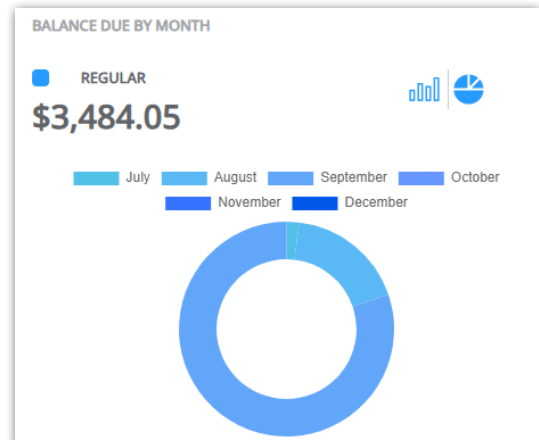 BALANCE DUE BY MONTH
REGULAR
$3,484.05
July August September October
November December